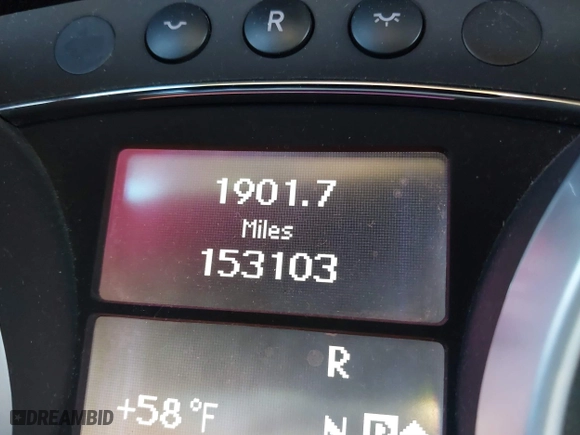 R
1901.7
Miles
153103
R
+58°F
N P
DREAMBID